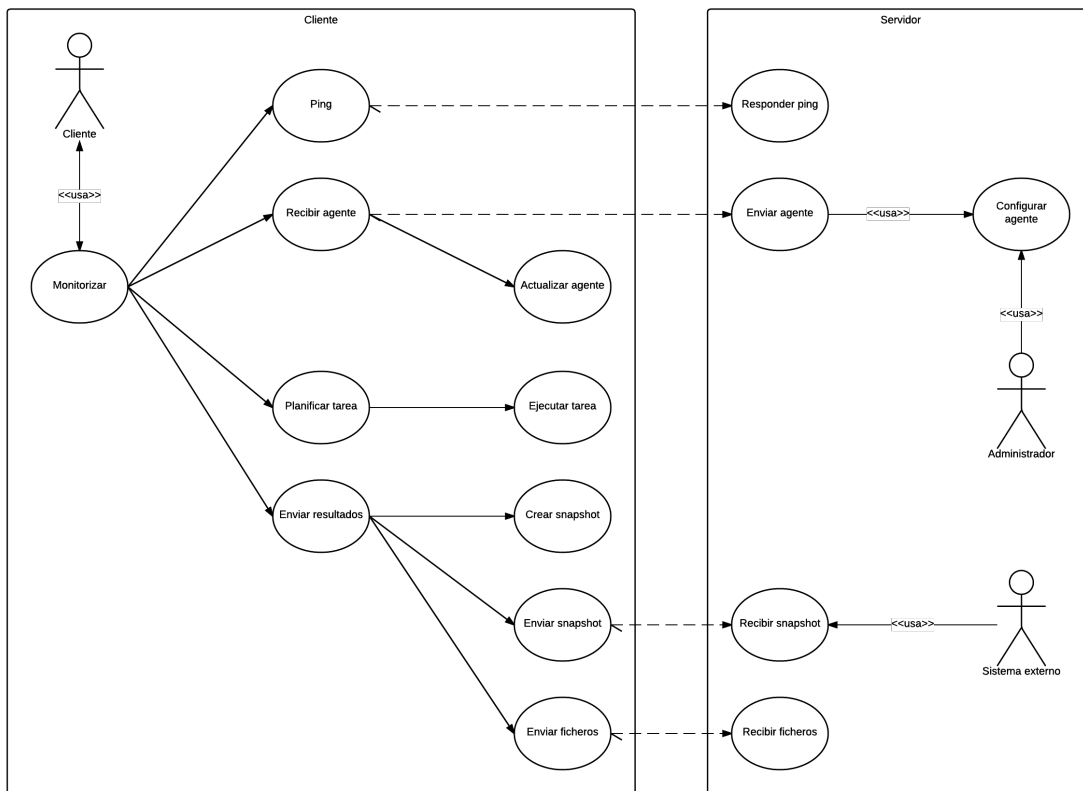 Cliente
Servidor
Cliente
<<usa>>
Monitorizar
Ping
Responder ping
Recibir agente
Enviar agente
<<usa>>
Configurar
agente
Actualizar agente
<<usa>>
Planificar tarea
Ejecutar tarea
Administrador
Enviar resultados
Crear snapshot
Enviar snapshot
Recibir snapshot
<<usa>>
Sistema externo
Enviar ficheros
Recibir ficheros